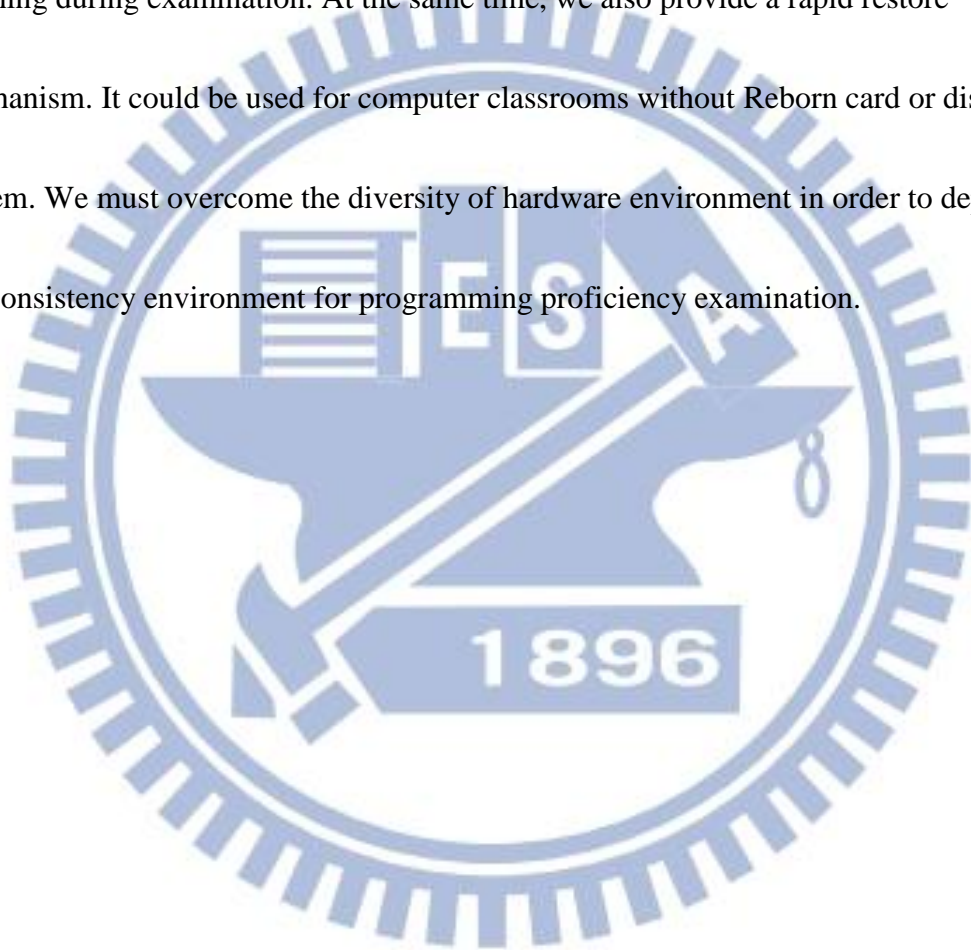 ning during examination. At the same time, we also provide a rapid restore
hanism. It could be used for computer classrooms without Reborn card or dis
em. We must overcome the diversity of hardware environment in order to de
onsistency environment for programming proficiency examination.
E S A
1896